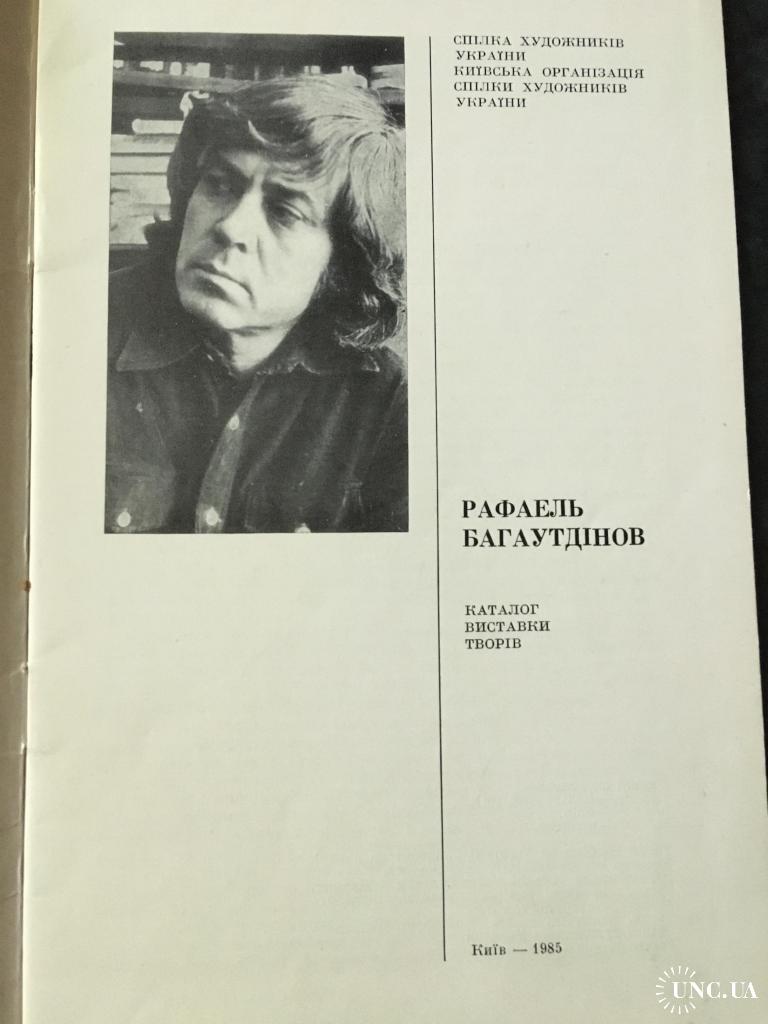 СПІЛКА ХУДОЖНИКІВ
УКРАЇНИ
КИЇВСЬКА ОРГАНІЗАЦІЯ
СПІЛКИ ХУДОЖНИКІВ
УКРАЇНИ
РАФАЕЛЬ
БАГАУТДІНОВ
КАТАЛОГ
ВИСТАВКИ
ТВОРІВ
Київ — 1985
UNC.UA